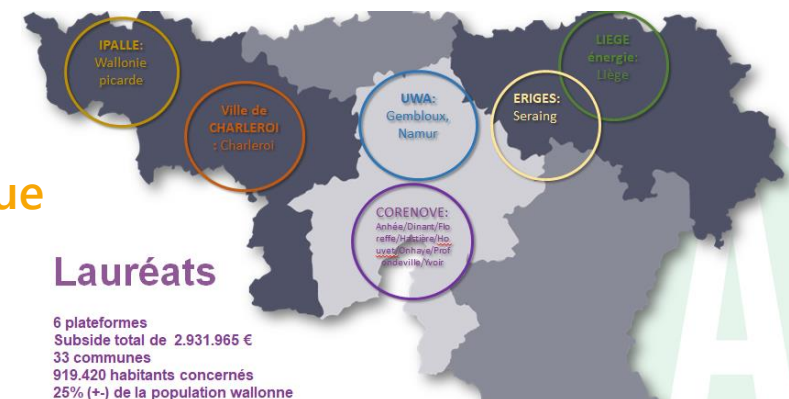 IPALLE:
Wallonie
picarde
Ville de
CHARLEROI
: Charleroi
UWA:
Gembloux,
Namur
ERIGES:
Seraing
LIEGE
énergie:
Liège
CORENOVE:
Anhée/Dinant/Flo
reffe/Hastière/Ho
uyet/Onhaye/Prof
ondeville/Yvoir
ue
Lauréats
6 plateformes
Subside total de 2.931.965 €
33 communes
919.420 habitants concernés
25% (+-) de la population wallonne